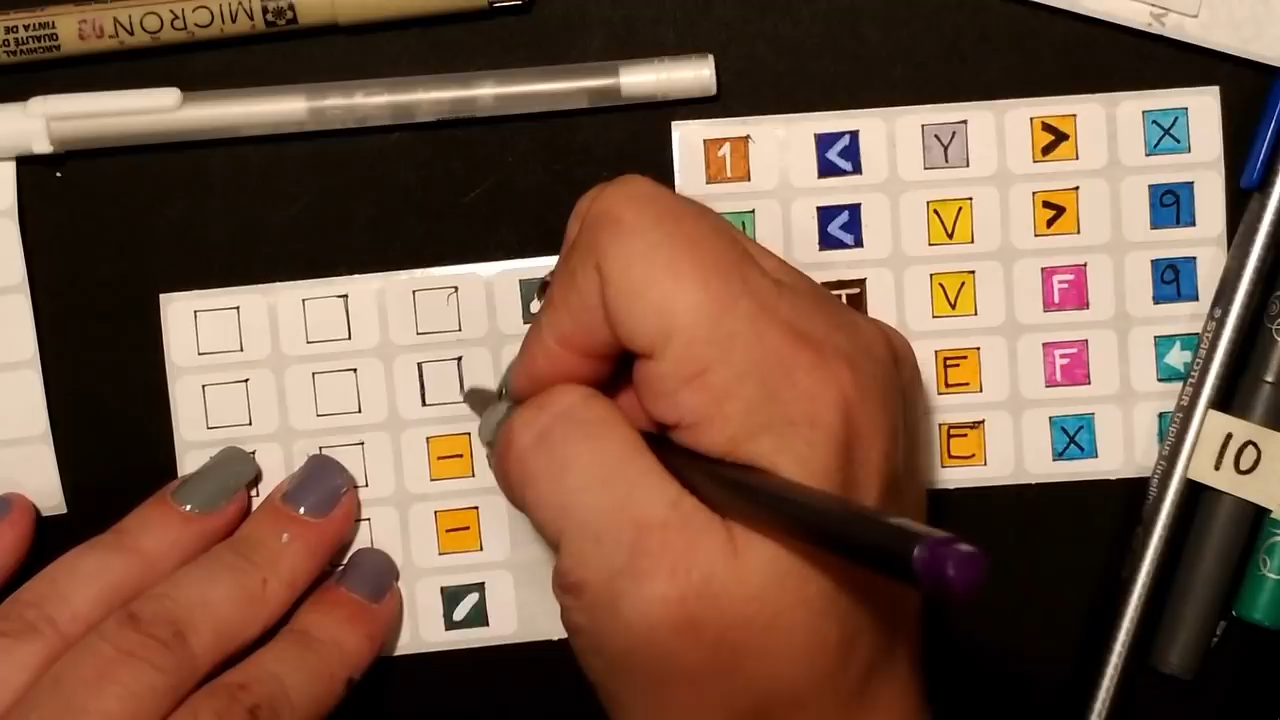 MICRON 03
ARCHIVAL
QUALITÉ D'
TINTA DE
1 < Y > X
< V > 9
T V F 9
E F
E X
-
-
STAEDTLER triplus fineliner
10